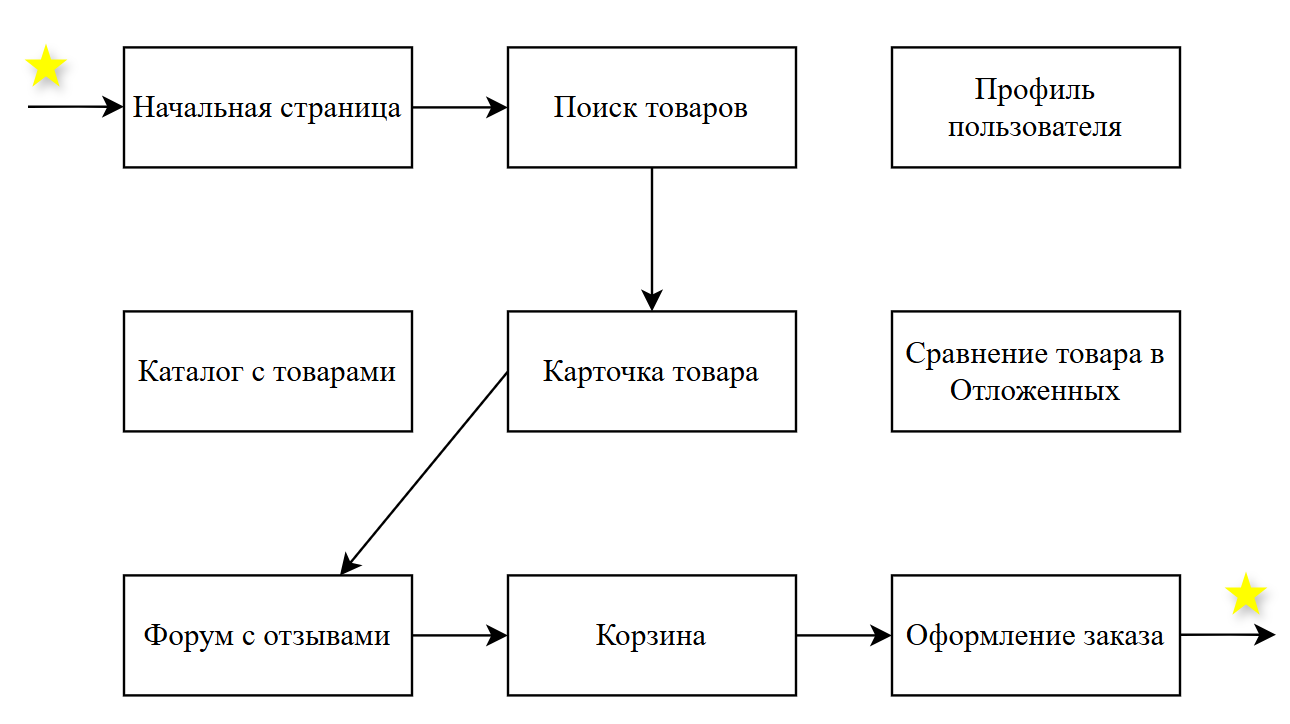 Начальная страница
Поиск товаров
Профиль
пользователя
Каталог с товарами
Карточка товара
Сравнение товара в
Отложенных
Форум с отзывами
Корзина
Оформление заказа